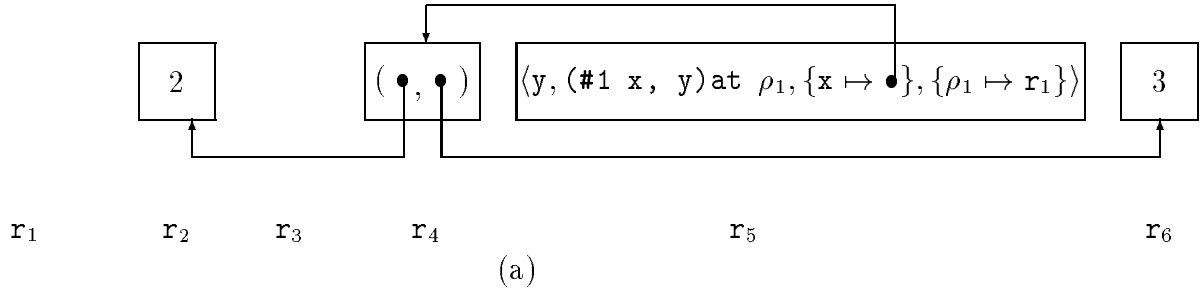 2 ( • , • ) ⟨y, (#1 x, y)at ρ₁, {x ↦ •}, {ρ₁ ↦ r₁}⟩ 3
r₁ r₂ r₃ r₄ r₅ r₆
(a)